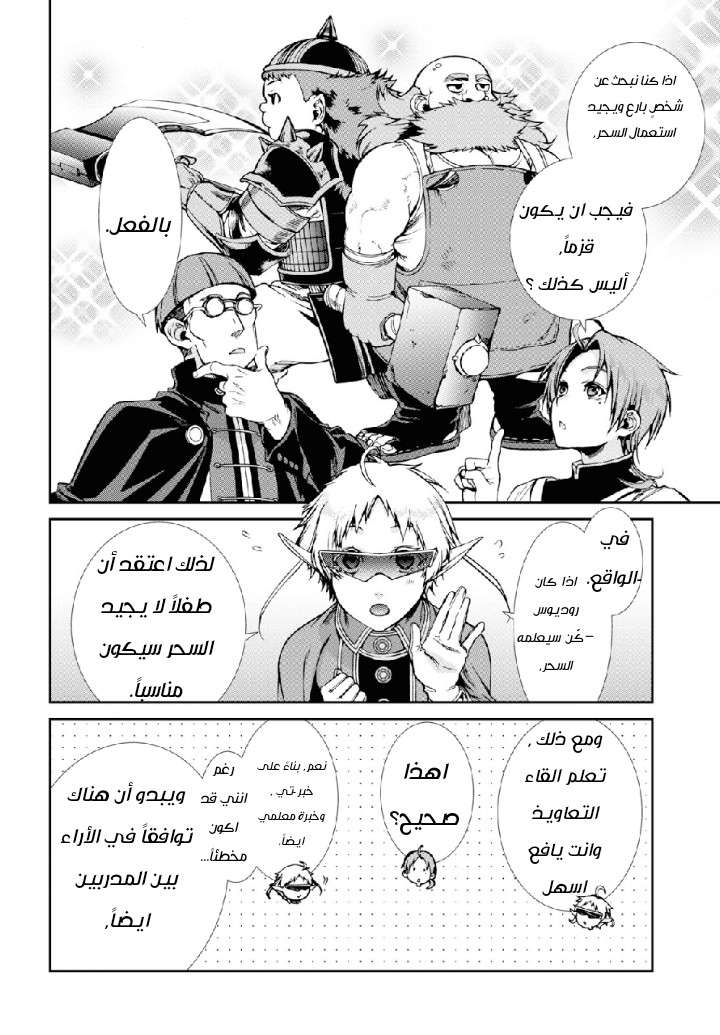 اذا كنا نبحث عن
شخصٍ بارع ويجيد
استعمال السحر,
فيجب ان يكون
قزماً,
أليس كذلك ؟
بالفعل.
في
الواقع.
اذا كان
روديوس
–كَن سيعلمه
السحر,
لذلك اعتقد أن
طفلاً لا يجيد
السحر سيكون
مناسباً.
ومع ذلك ,
تعلم القاء
التعاويذ
وانت يافع
اسهل
اهذا
صحيح؟
نعم, بناءً على
خبرتي ,
وخبرة معلمي
ايضاً.
رغم
انني قد
اكون
مخطئاً...
ويبدو أن هناك
توافقاً في الأراء
بين المدربين
ايضاً,